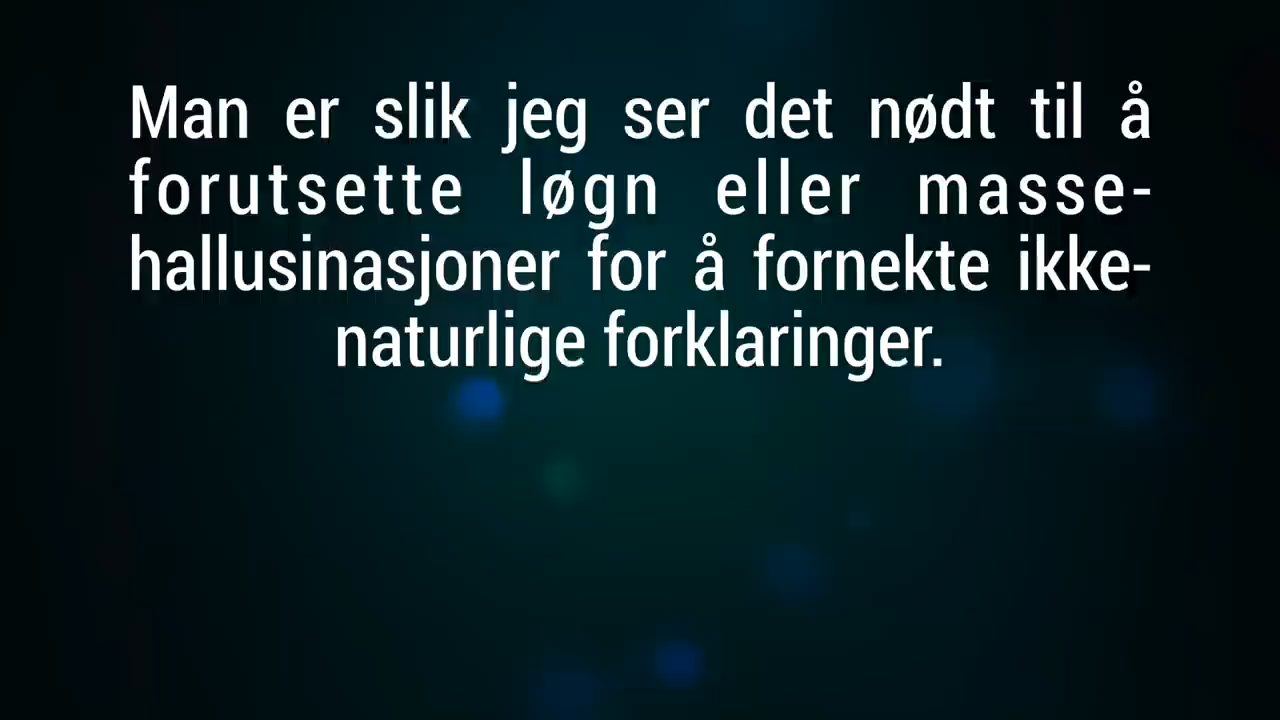 Man er slik jeg ser det nødt til å
forutsette løgn eller masse-
hallusinasjoner for å fornekte ikke-
naturlige forklaringer.